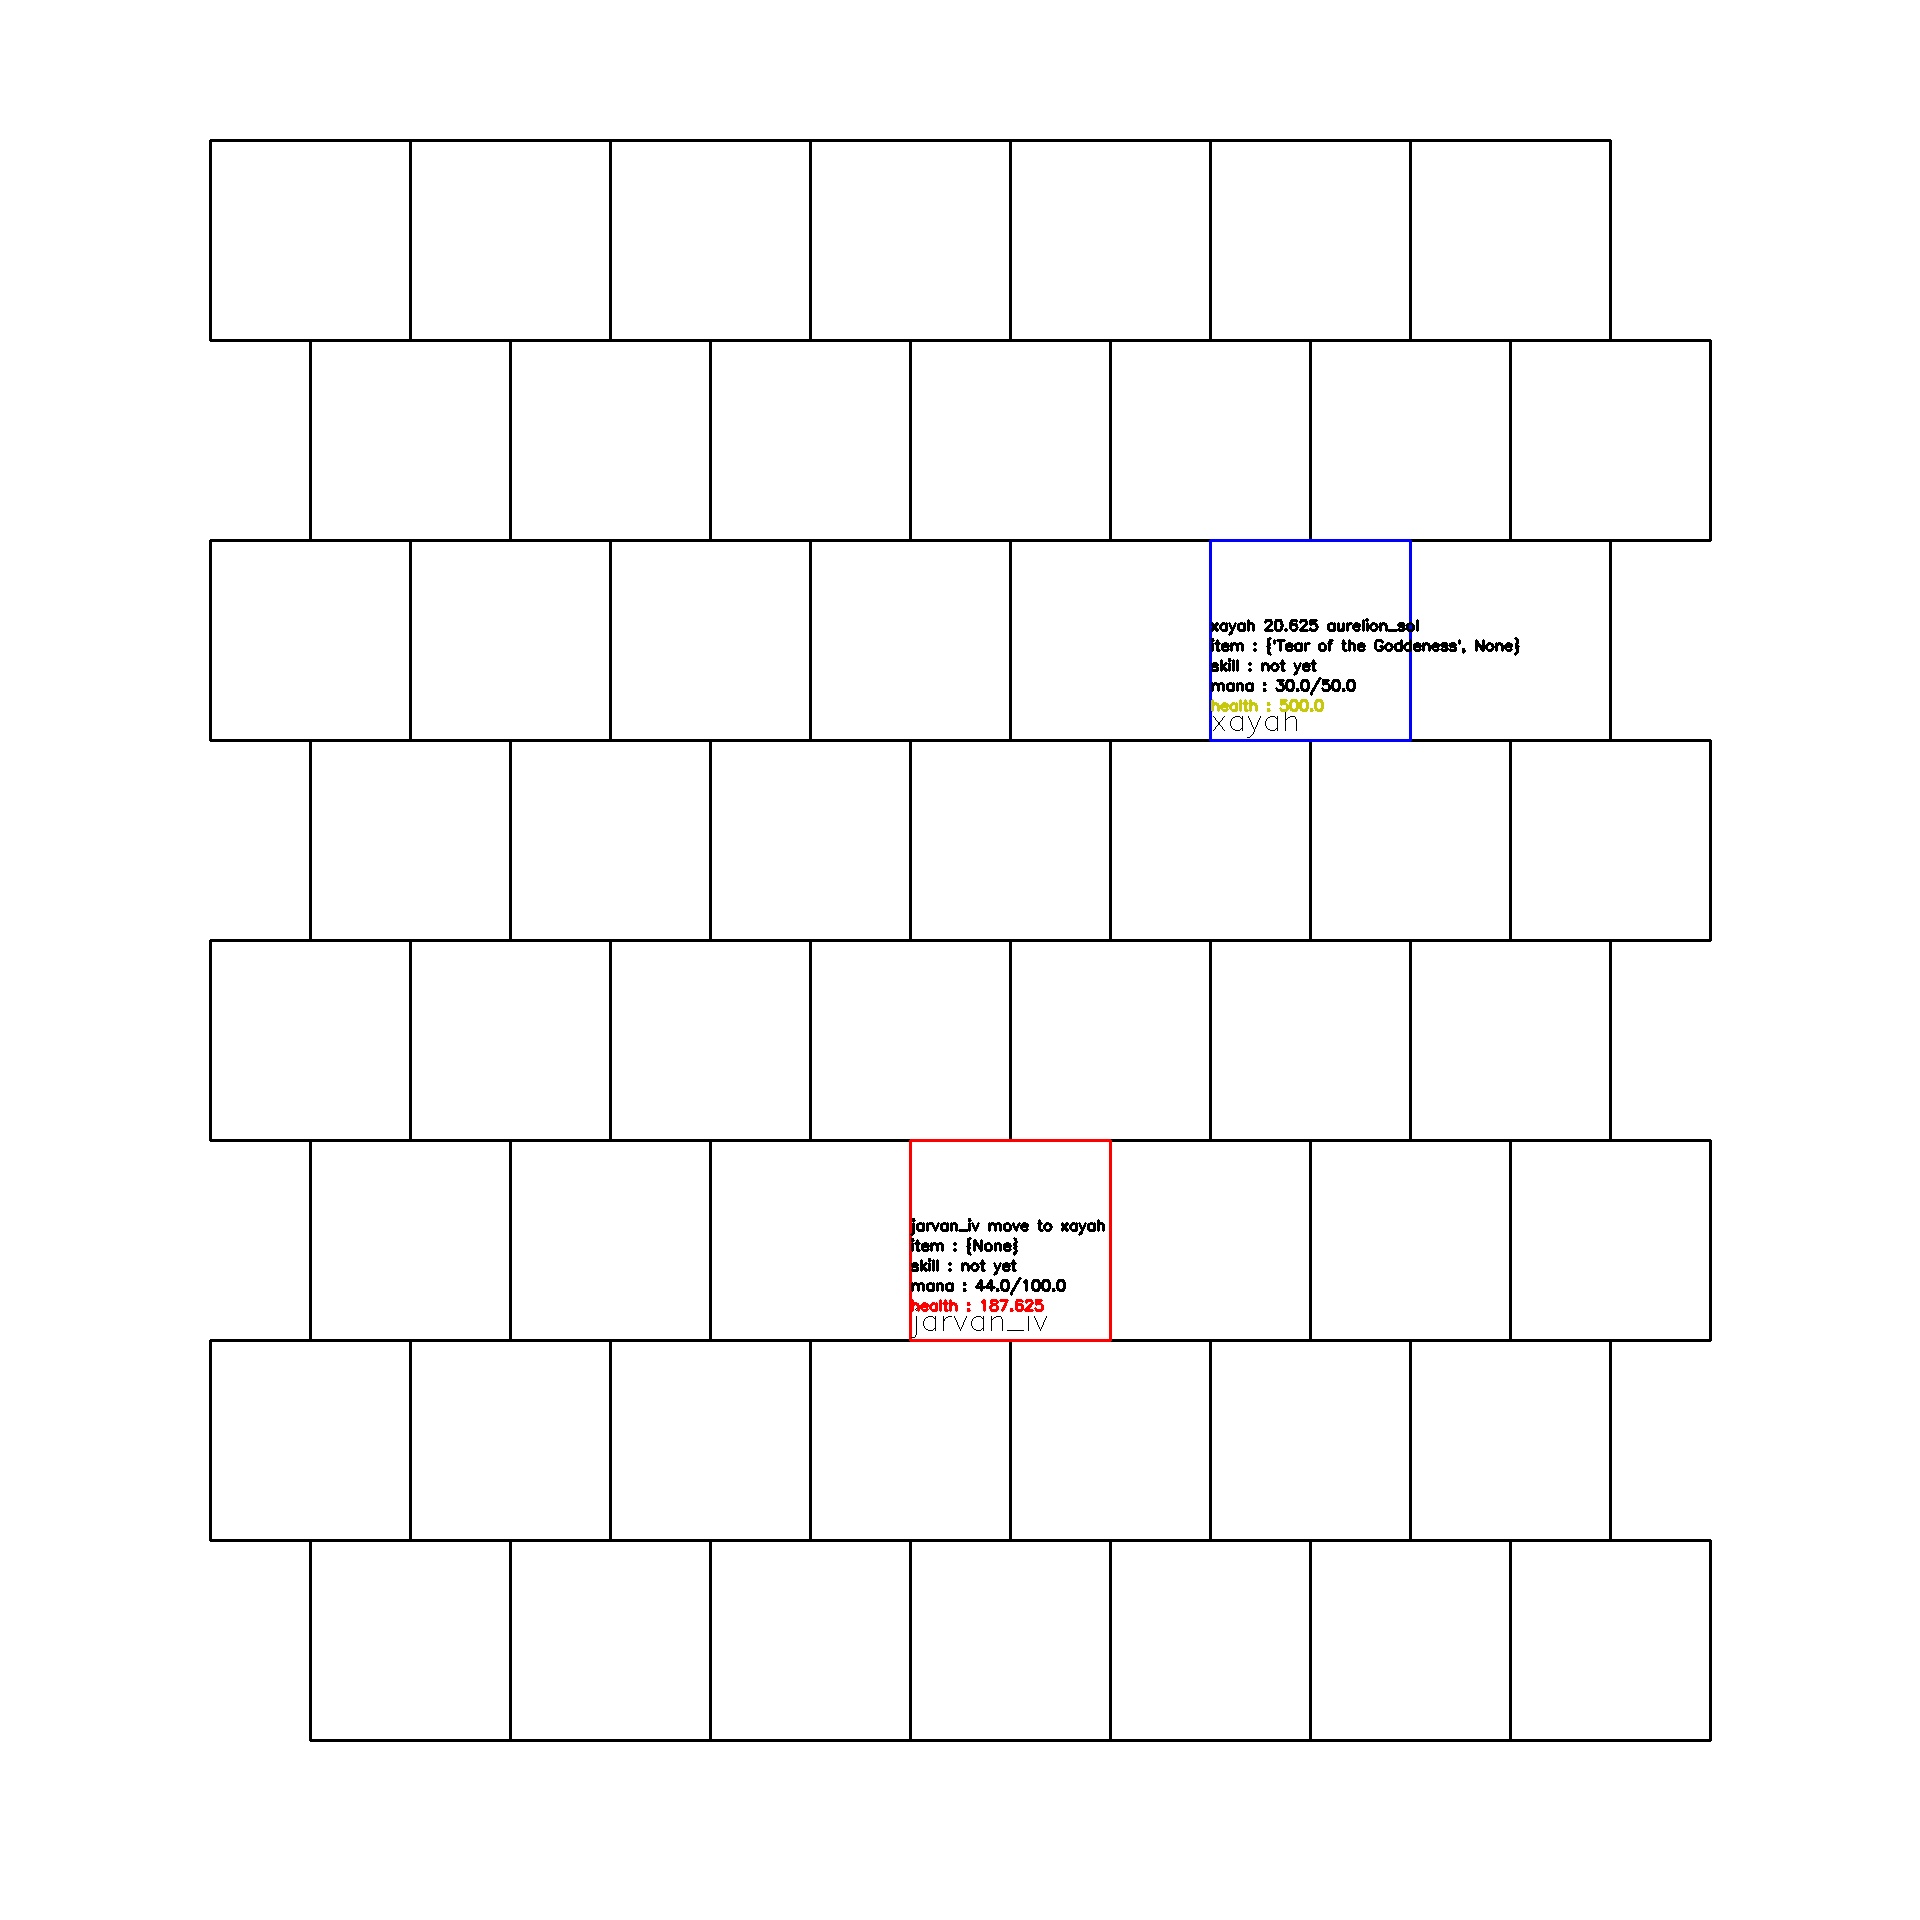 xayah 20.625 aurelion_sol
item : {'Tear of the Goddeness', None}
skill : not yet
mana : 30.0/50.0
health : 500.0
xayah
jarvan_iv move to xayah
item : {None}
skill : not yet
mana : 44.0/100.0
health : 187.625
jarvan_iv